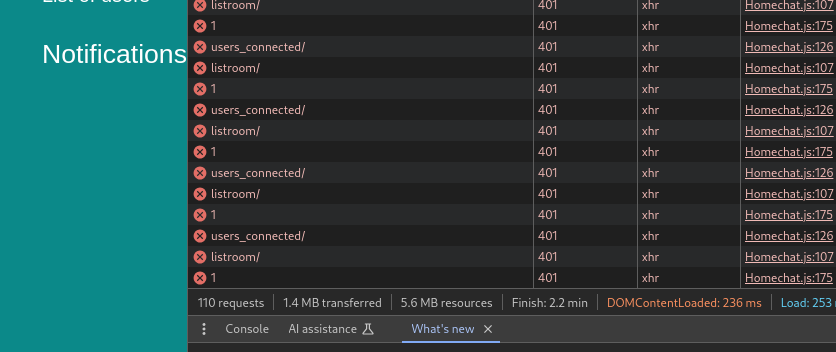 List of users
Notifications
listroom/ 401 xhr Homechat.js:107
1 401 xhr Homechat.js:175
users_connected/ 401 xhr Homechat.js:126
listroom/ 401 xhr Homechat.js:107
1 401 xhr Homechat.js:175
users_connected/ 401 xhr Homechat.js:126
listroom/ 401 xhr Homechat.js:107
1 401 xhr Homechat.js:175
users_connected/ 401 xhr Homechat.js:126
listroom/ 401 xhr Homechat.js:107
1 401 xhr Homechat.js:175
users_connected/ 401 xhr Homechat.js:126
listroom/ 401 xhr Homechat.js:107
1 401 xhr Homechat.js:175
110 requests 1.4 MB transferred 5.6 MB resources Finish: 2.2 min DOMContentLoaded: 236 ms Load: 253
Console AI assistance What's new